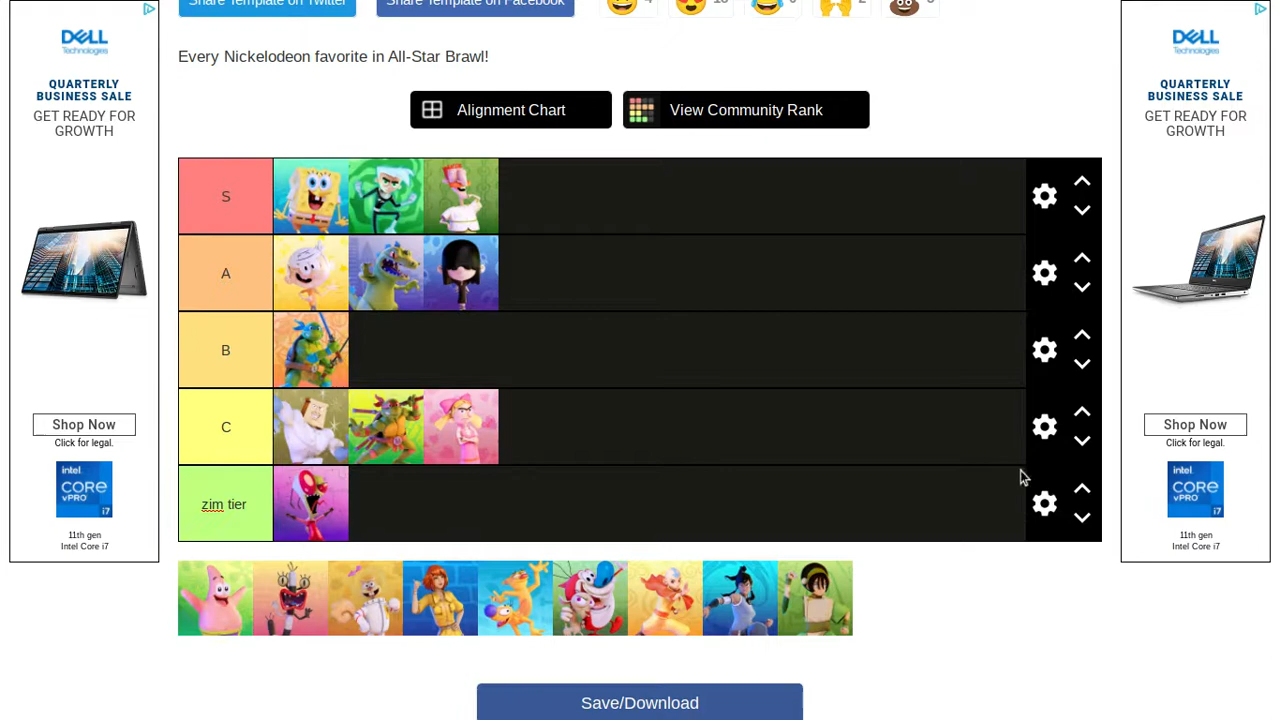 Share Template on Twitter
Share Template on Facebook
Every Nickelodeon favorite in All-Star Brawl!
Alignment Chart
View Community Rank
S
A
B
C
zim tier
Save/Download
DELL
Technologies
QUARTERLY
BUSINESS SALE
GET READY FOR
GROWTH
Shop Now
Click for legal.
intel
CORE
vPRO
i7
11th gen
Intel Core i7
DELL
Technologies
QUARTERLY
BUSINESS SALE
GET READY FOR
GROWTH
Shop Now
Click for legal.
intel
CORE
vPRO
i7
11th gen
Intel Core i7